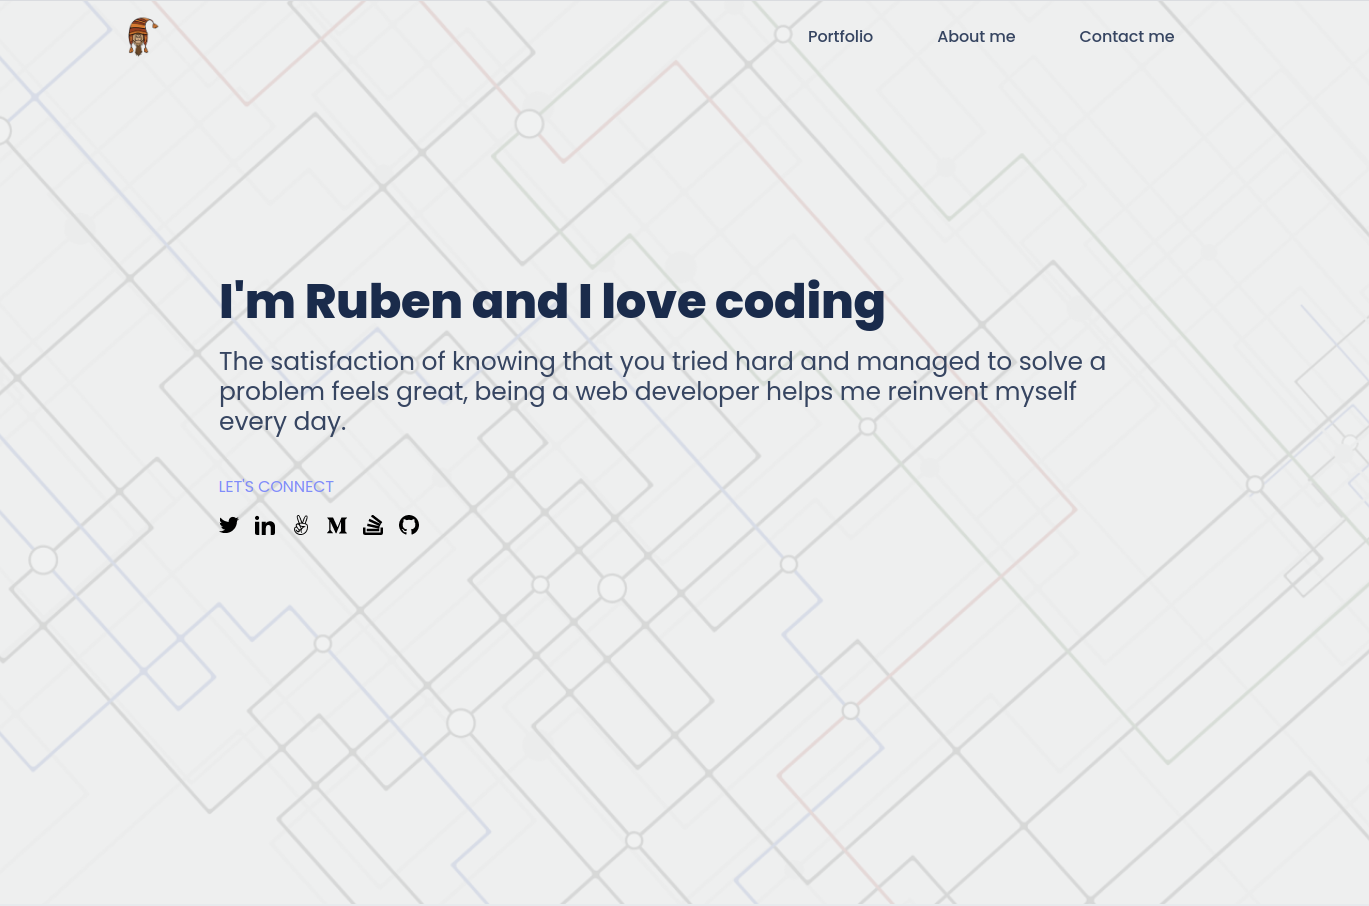 Portfolio
About me
Contact me
I'm Ruben and I love coding
The satisfaction of knowing that you tried hard and managed to solve a
problem feels great, being a web developer helps me reinvent myself
every day.
LET'S CONNECT